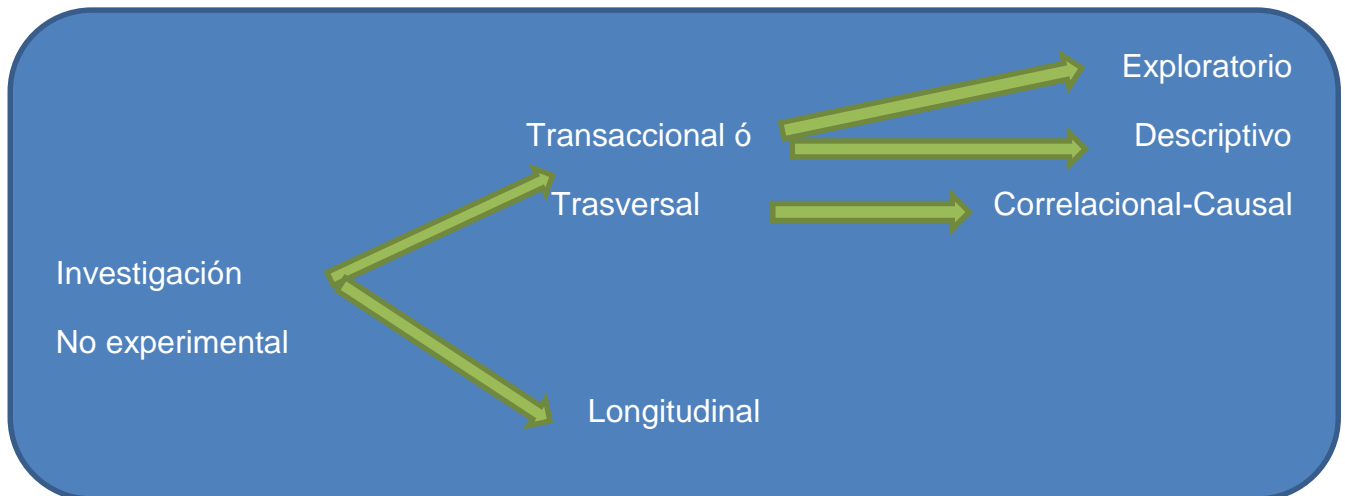 Exploratorio
Transaccional ó Descriptivo
Trasversal Correlacional-Causal
Investigación
No experimental
Longitudinal